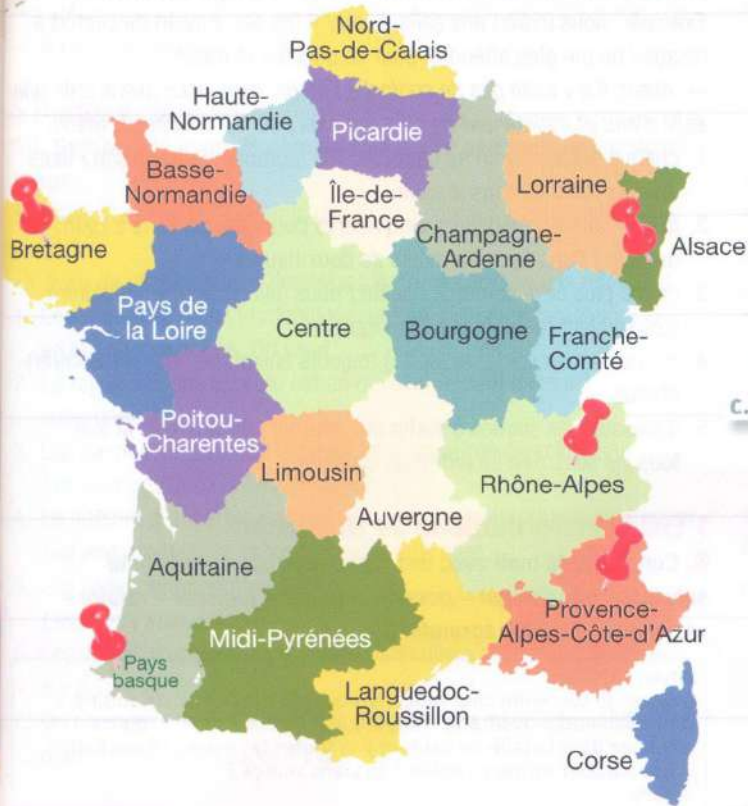 Nord-
Pas-de-Calais
Haute-
Normandie
Picardie
Basse-
Normandie
Île-de-
France
Lorraine
Champagne-
Ardenne
Alsace
Bretagne
Pays de
la Loire
Centre
Bourgogne
Franche-
Comté
c.
Poitou-
Charentes
Limousin
Rhône-Alpes
Auvergne
Aquitaine
Midi-Pyrénées
Provence-
Alpes-Côte-d'Azur
Pays
basque
Languedoc-
Roussillon
Corse